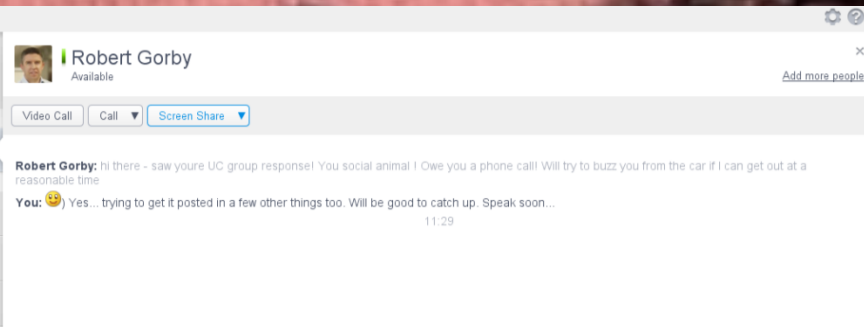 Robert Gorby
Available
Add more people
Video Call
Call
Screen Share
Robert Gorby: hi there - saw youre UC group response! You social animal ! Owe you a phone call! Will try to buzz you from the car if I can get out at a
reasonable time
You: ) Yes... trying to get it posted in a few other things too. Will be good to catch up. Speak soon...
11:29